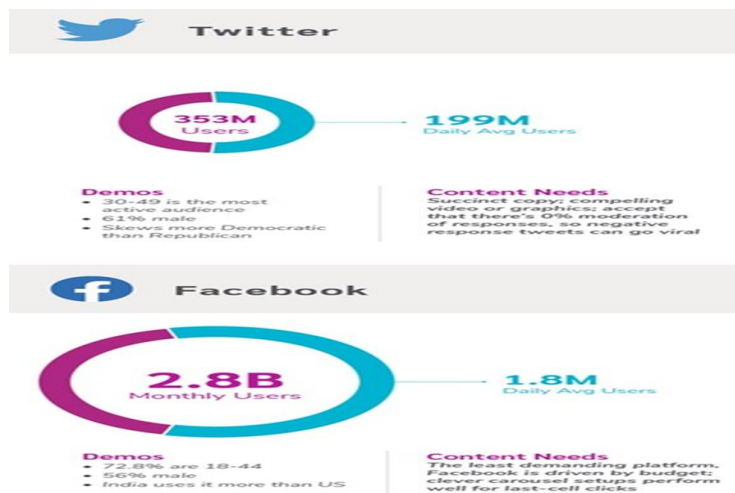 Twitter
353M
Users
199M
Daily Avg Users
Demos
• 30-49 is the most
active audience
• 61% male
• Skews more Democratic
than Republican
Content Needs
Succinct copy; compelling
video or graphics; accept
that there's 0% moderation
of responses, so negative
response tweets can go viral
f Facebook
2.8B
Monthly Users
1.8M
Daily Avg Users
Demos
• 72.8% are 18-44
• 56% male
• India uses it more than US
Content Needs
The least demanding platform,
Facebook is driven by budget;
clever carousel setups perform
well for last-cell clicks